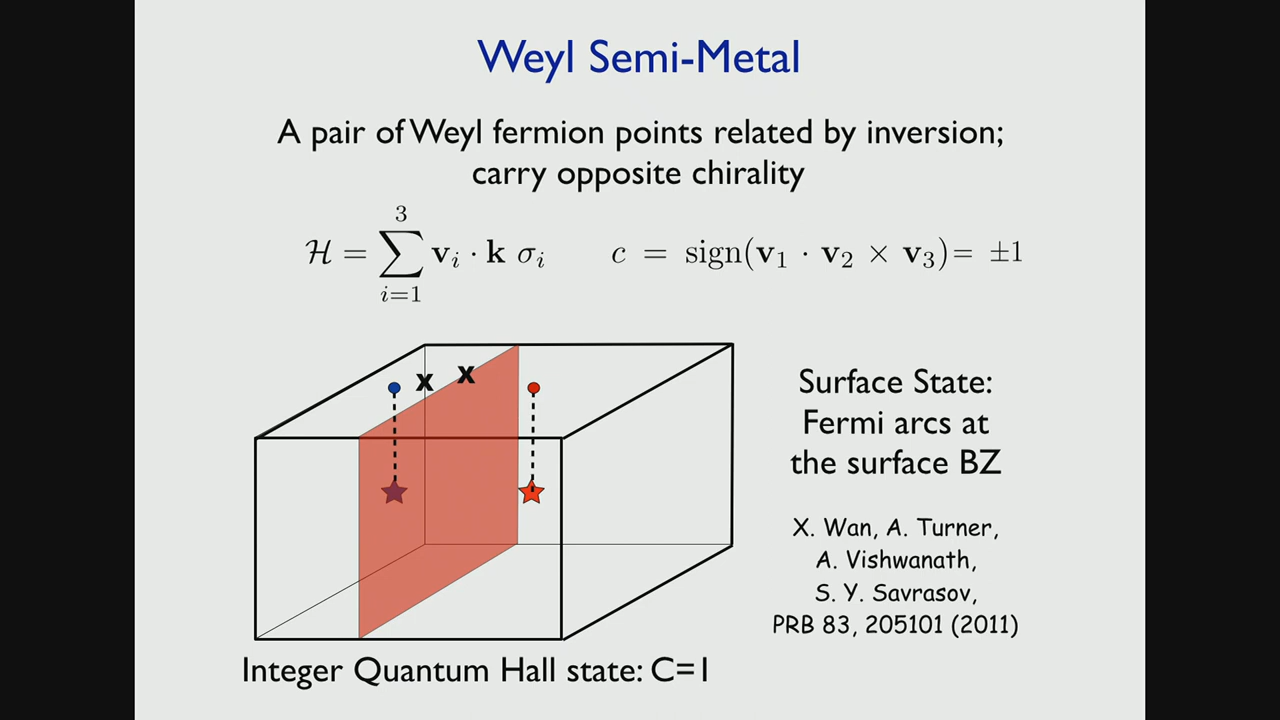 Weyl Semi-Metal
A pair of Weyl fermion points related by inversion;
carry opposite chirality
$\mathcal{H} = \sum_{i=1}^{3} \mathbf{v}_i \cdot \mathbf{k} \, \sigma_i \qquad c = \mathrm{sign}(\mathbf{v}_1 \cdot \mathbf{v}_2 \times \mathbf{v}_3) = \pm 1$
x x
Surface State:
Fermi arcs at
the surface BZ
X. Wan, A. Turner,
A. Vishwanath,
S. Y. Savrasov,
PRB 83, 205101 (2011)
Integer Quantum Hall state: C=1